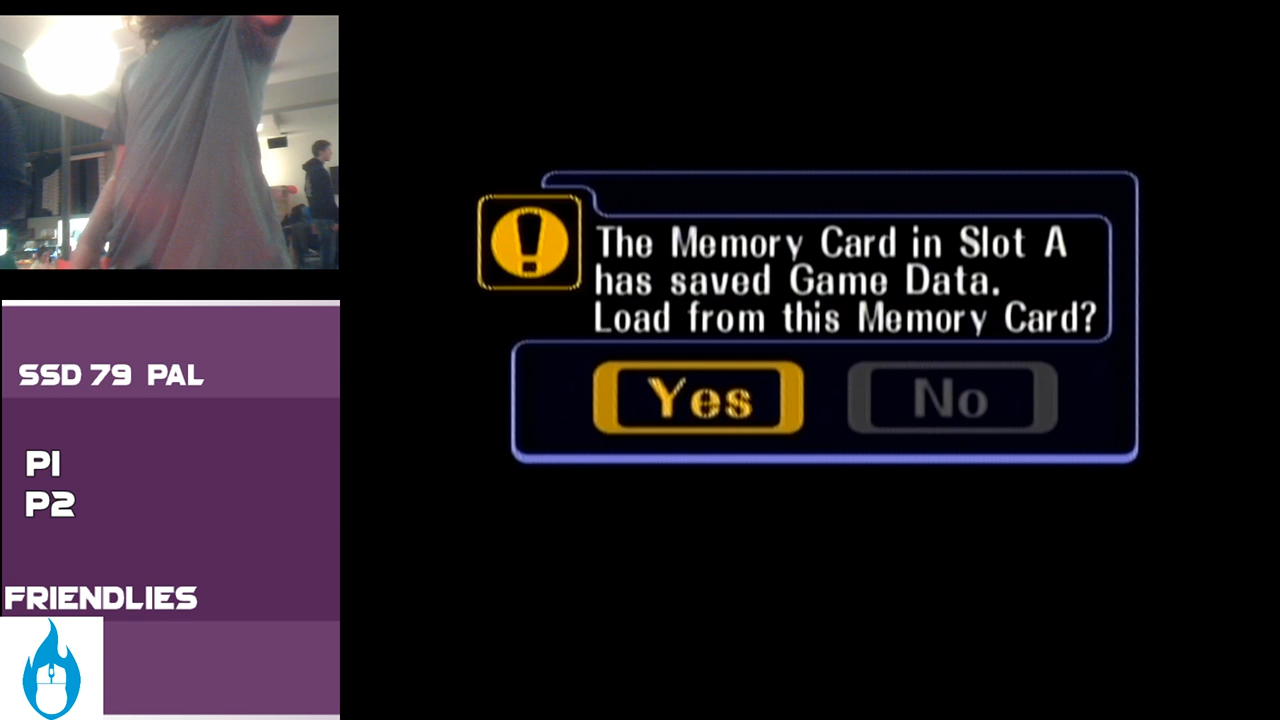 The Memory Card in Slot A
has saved Game Data.
Load from this Memory Card?
Yes No
SSD 79 PAL
P1
P2
FRIENDLIES